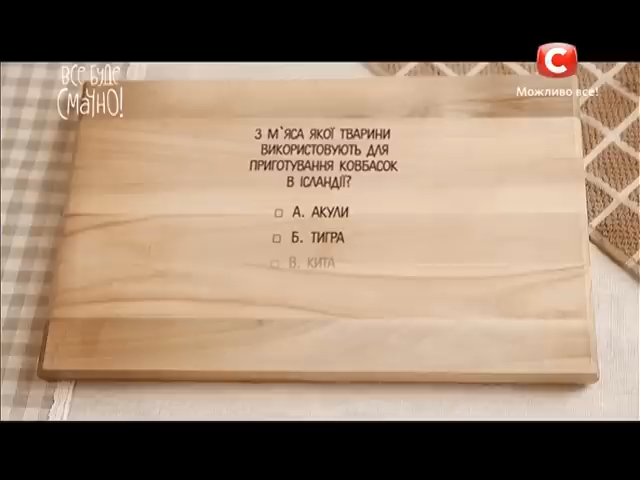 ВСЕ БУДЕ
СМАЧНО!
С
Можливо все!
З М`ЯСА ЯКОЇ ТВАРИНИ
ВИКОРИСТОВУЮТЬ ДЛЯ
ПРИГОТУВАННЯ КОВБАСОК
В ІСЛАНДІЇ?
А. АКУЛИ
Б. ТИГРА
В. КИТА